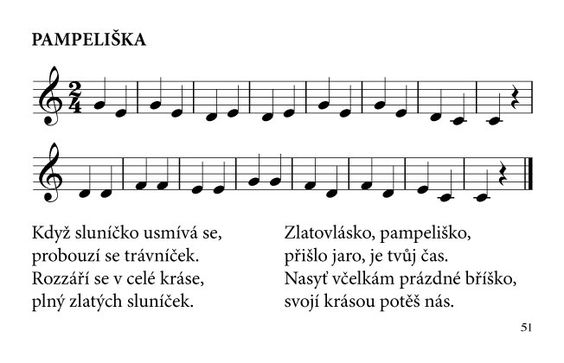 PAMPELIŠKA
2
4
Když sluníčko usmívá se,
probouzí se trávníček.
Rozzáří se v celé kráse,
plný zlatých sluníček.
Zlatovlásko, pampeliško,
přišlo jaro, je tvůj čas.
Nasyť včelkám prázdné bříško,
svojí krásou potěš nás.
51